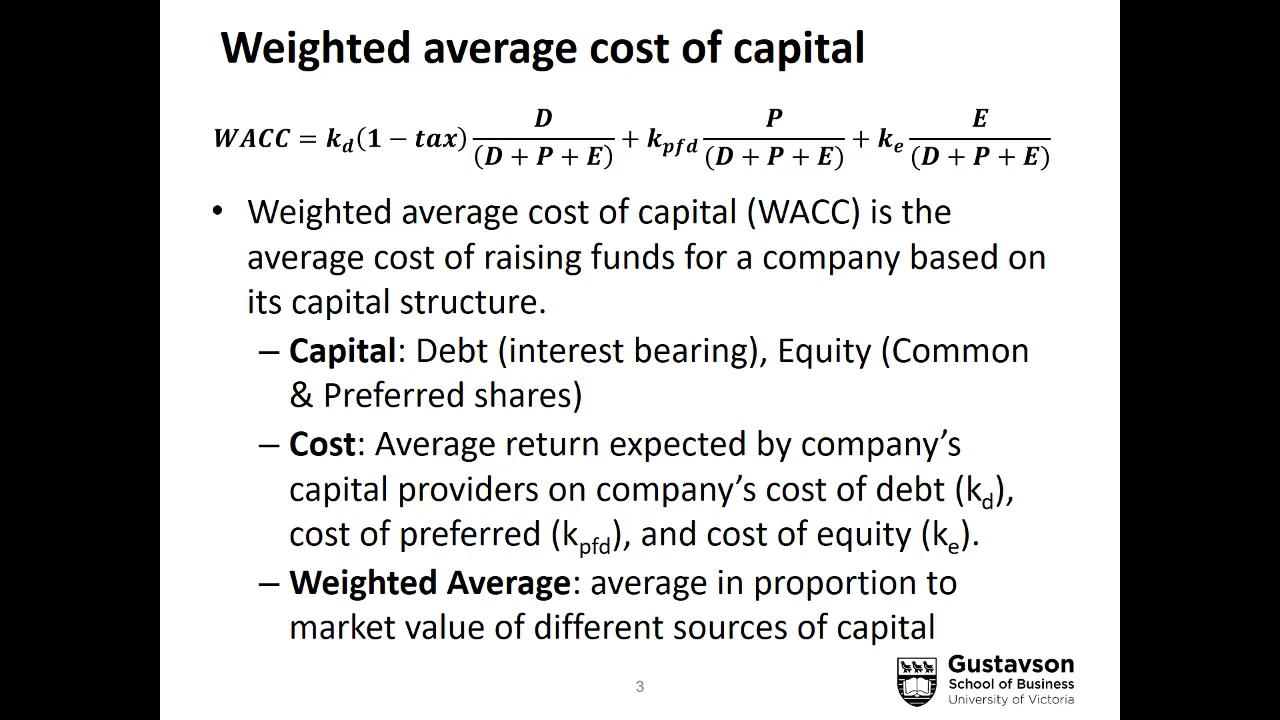 Weighted average cost of capital
WACC = k_d(1 − tax) D/(D + P + E) + k_pfd P/(D + P + E) + k_e E/(D + P + E)
• Weighted average cost of capital (WACC) is the
average cost of raising funds for a company based on
its capital structure.
– Capital: Debt (interest bearing), Equity (Common
& Preferred shares)
– Cost: Average return expected by company’s
capital providers on company’s cost of debt (k_d),
cost of preferred (k_pfd), and cost of equity (k_e).
– Weighted Average: average in proportion to
market value of different sources of capital
Gustavson
School of Business
University of Victoria
3